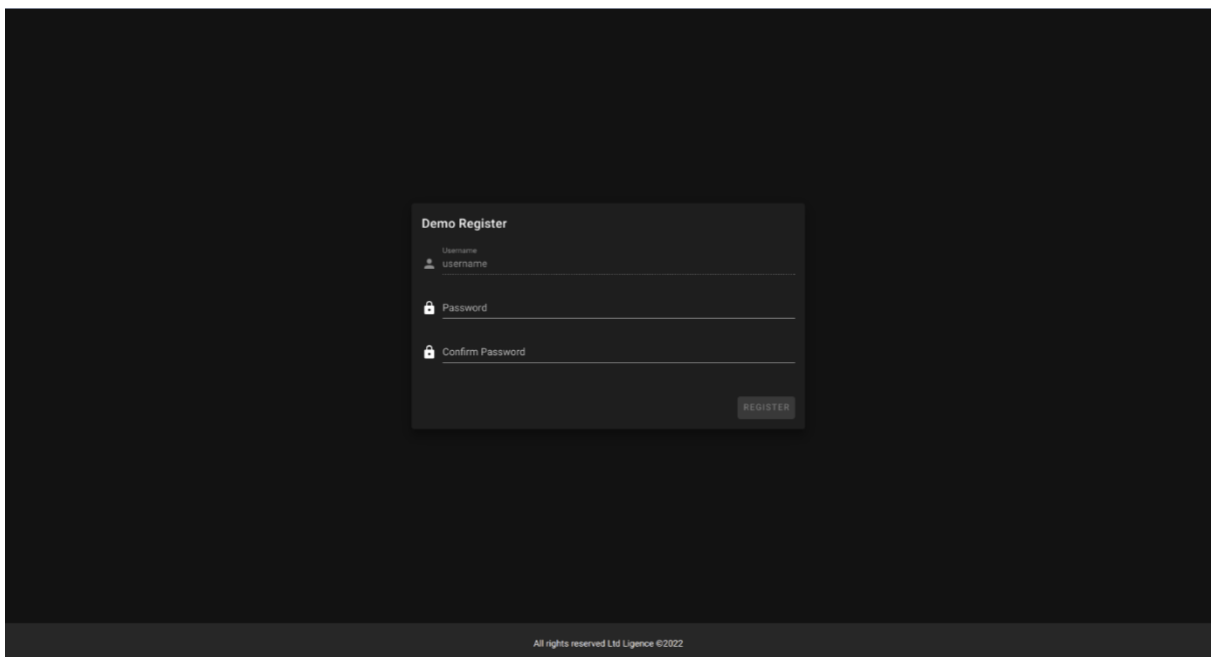 Demo Register
Username
username
Password
Confirm Password
REGISTER
All rights reserved Ltd Ligence ©2022